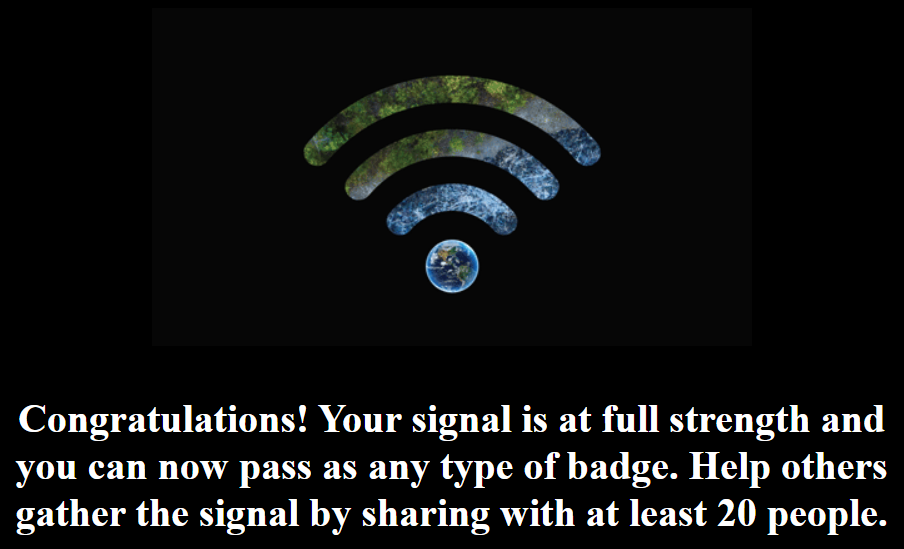 Congratulations! Your signal is at full strength and
you can now pass as any type of badge. Help others
gather the signal by sharing with at least 20 people.